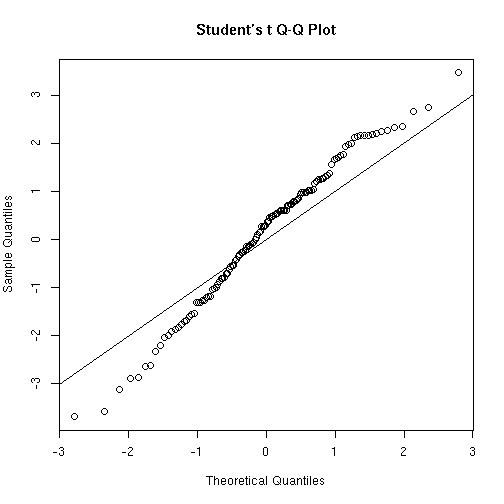 Student's t Q-Q Plot
Sample Quantiles
3
2
1
0
-1
-2
-3
-3 -2 -1 0 1 2 3
Theoretical Quantiles